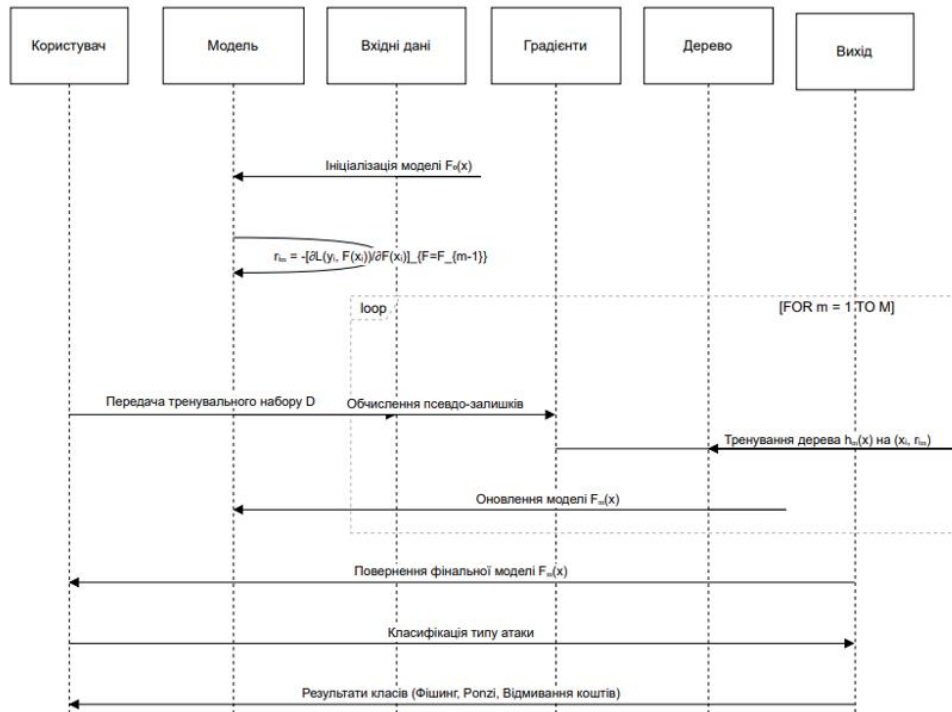 Користувач
Модель
Вхідні дані
Градієнти
Дерево
Вихід
Ініціалізація моделі F₀(x)
rᵢₘ = -[∂L(yᵢ, F(xᵢ))/∂F(xᵢ)]_{F=F_{m-1}}
loop
[FOR m = 1 TO M]
Передача тренувального набору D
Обчислення псевдо-залишків
Тренування дерева hₘ(x) на (xᵢ, rᵢₘ)
Оновлення моделі Fₘ(x)
Повернення фінальної моделі Fₘ(x)
Класифікація типу атаки
Результати класів (Фішинг, Ponzi, Відмивання коштів)